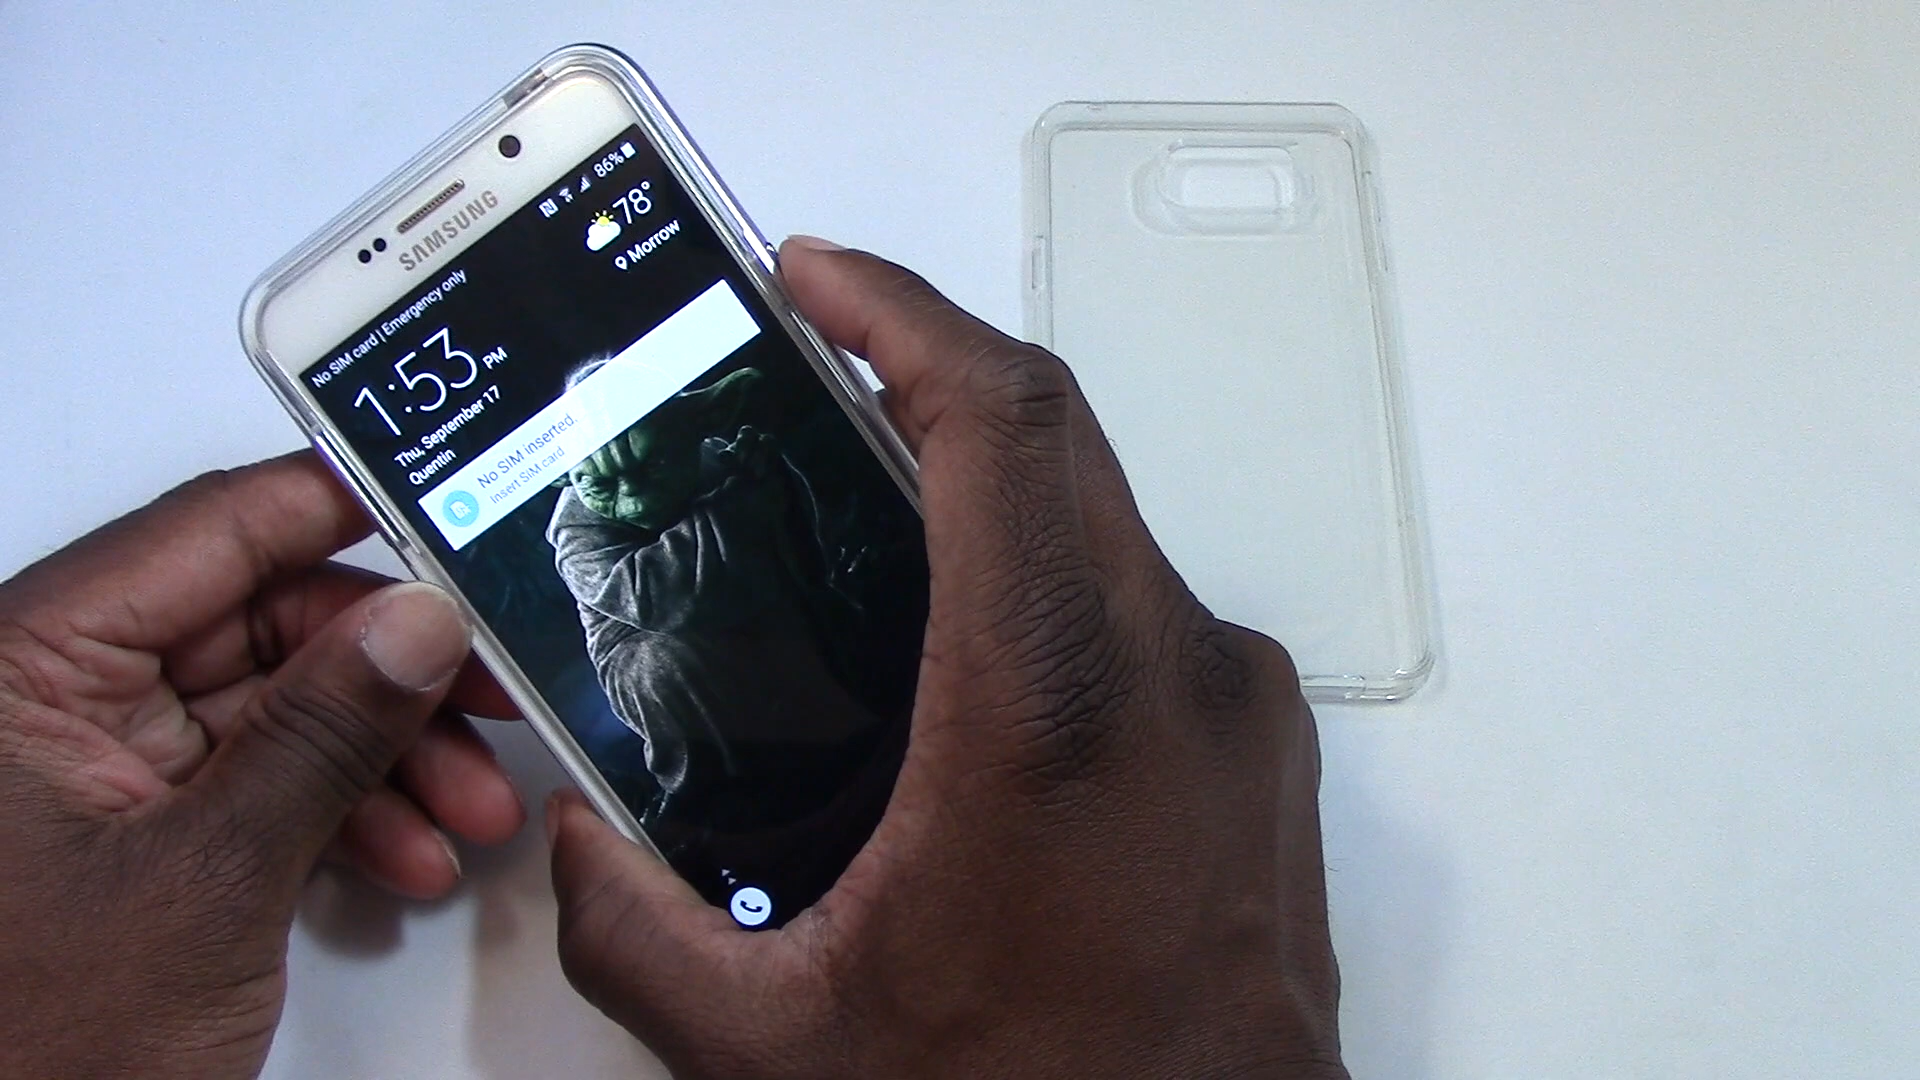 SAMSUNG
86%
78°
Morrow
No SIM card | Emergency only
1:53 PM
Thu, September 17
Quentin
No SIM inserted.
Insert SIM card